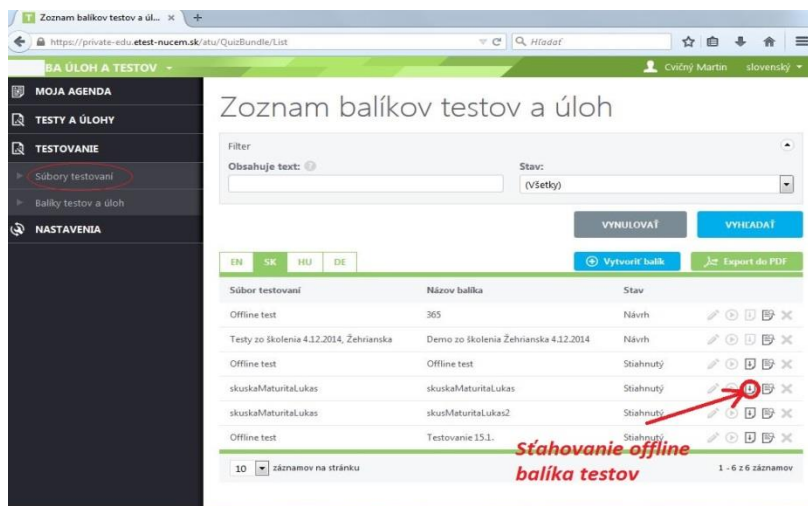 Zoznam balíkov testov a úl...
https://private-edu.etest-nucem.sk/atu/QuizBundle/List
Hľadať
BA ÚLOH A TESTOV
Cvičný Martin
slovenský
MOJA AGENDA
TESTY A ÚLOHY
TESTOVANIE
Súbory testovaní
Balíky testov a úloh
NASTAVENIA
Zoznam balíkov testov a úloh
Filter
Obsahuje text:
Stav:
(Všetky)
VYNULOVAŤ
VYHĽADAŤ
EN SK HU DE
Vytvoriť balík
Export do PDF
Súbor testovaní Názov balíka Stav
Offline test 365 Návrh
Testy zo školenia 4.12.2014, Žehrianska Demo zo školenia Žehrianska 4.12.2014 Návrh
Offline test Offline test Stiahnutý
skuskaMaturitaLukas skuskaMaturitaLukas Stiahnutý
skuskaMaturitaLukas skusMaturitaLukas2 Stiahnutý
Offline test Testovanie 15.1. Stiahnutý
Sťahovanie offline
balíka testov
10 záznamov na stránku
1 - 6 z 6 záznamov